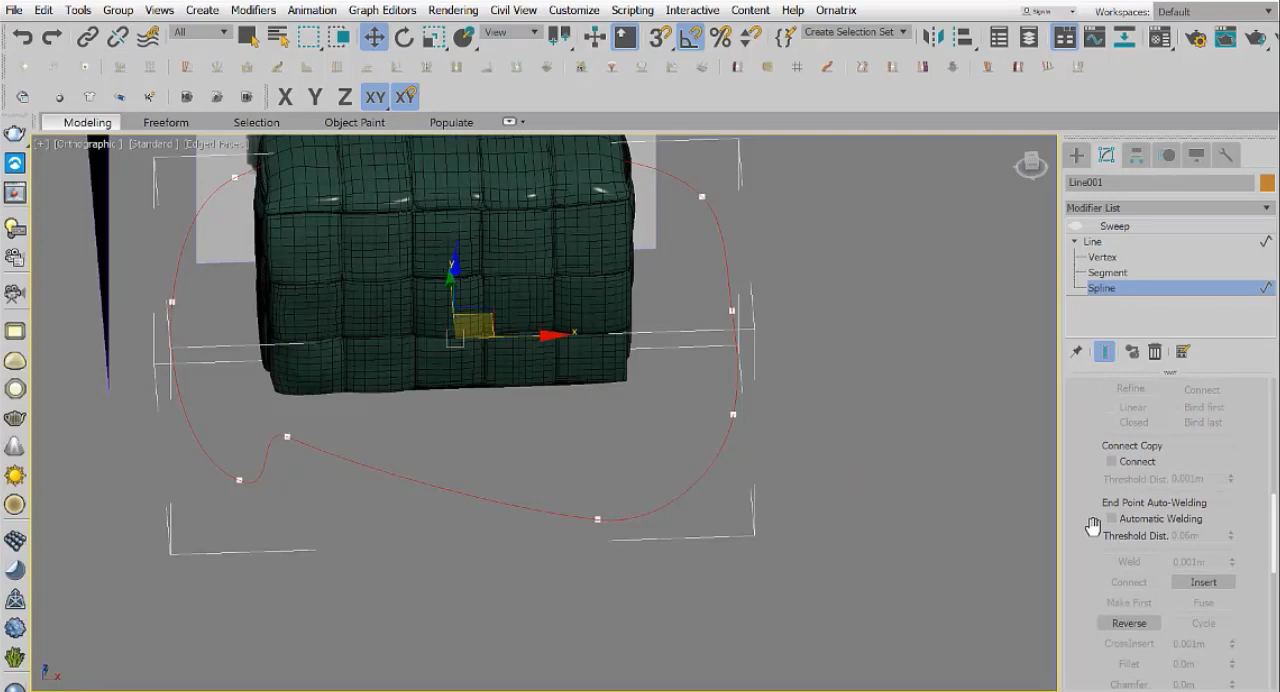 File Edit Tools Group Views Create Modifiers Animation Graph Editors Rendering Civil View Customize Scripting Interactive Content Help Ornatrix Sign In Workspaces: Default
All View Create Selection Set
X Y Z XY XY
Modeling Freeform Selection Object Paint Populate
[+] [Orthographic] [Standard] [Edged Faces]
Line001
Modifier List
Sweep
Line
Vertex
Segment
Spline
y
x
Refine Connect
Linear Bind first
Closed Bind last
Connect Copy
Connect
Threshold Dist. 0.001m
End Point Auto-Welding
Automatic Welding
Threshold Dist. 0.06m
Weld 0.001m
Connect Insert
Make First Fuse
Reverse Cycle
CrossInsert 0.001m
Fillet 0.0m
Chamfer 0.0m
x